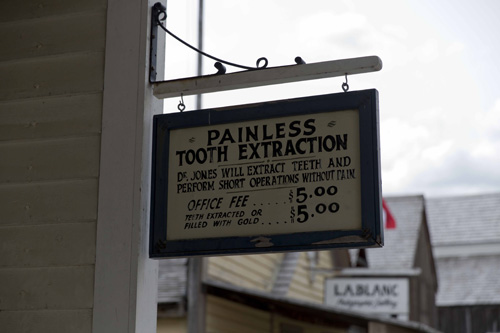 PAINLESS
TOOTH EXTRACTION
DR. JONES WILL EXTRACT TEETH AND
PERFORM SHORT OPERATIONS WITHOUT PAIN.
OFFICE FEE ..... $5.00
TEETH EXTRACTED OR
FILLED WITH GOLD ..... $5.00
LABLANC